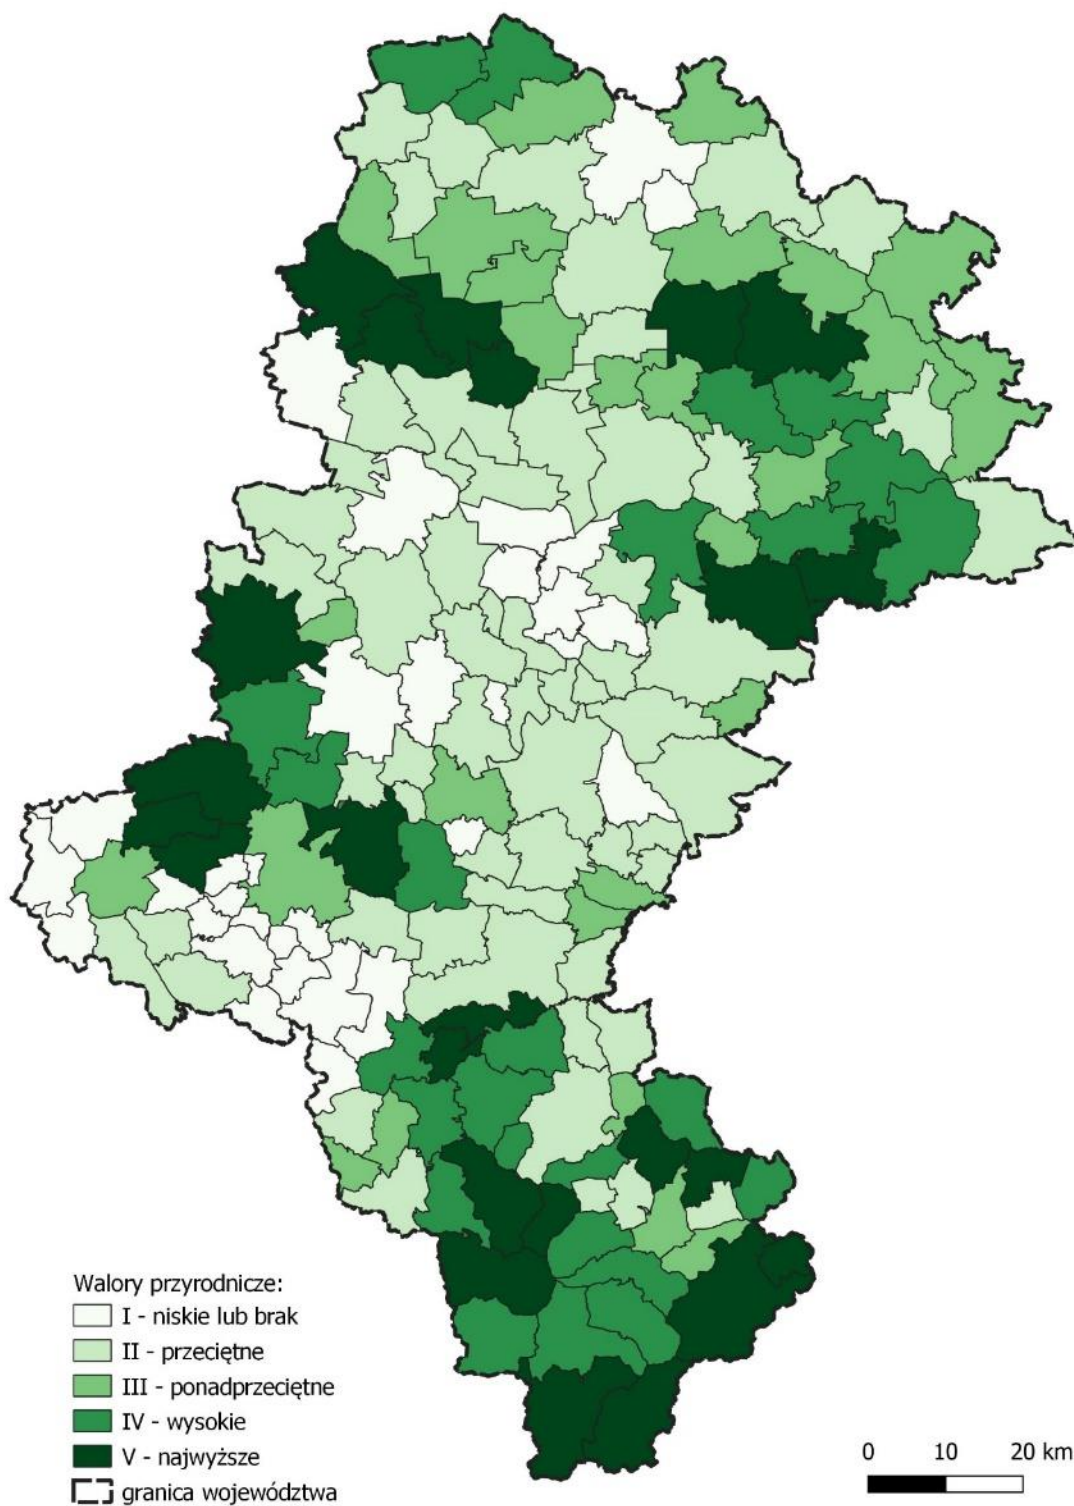 Walory przyrodnicze:
I - niskie lub brak
II - przeciętne
III - ponadprzeciętne
IV - wysokie
V - najwyższe
granica województwa
0 10 20 km